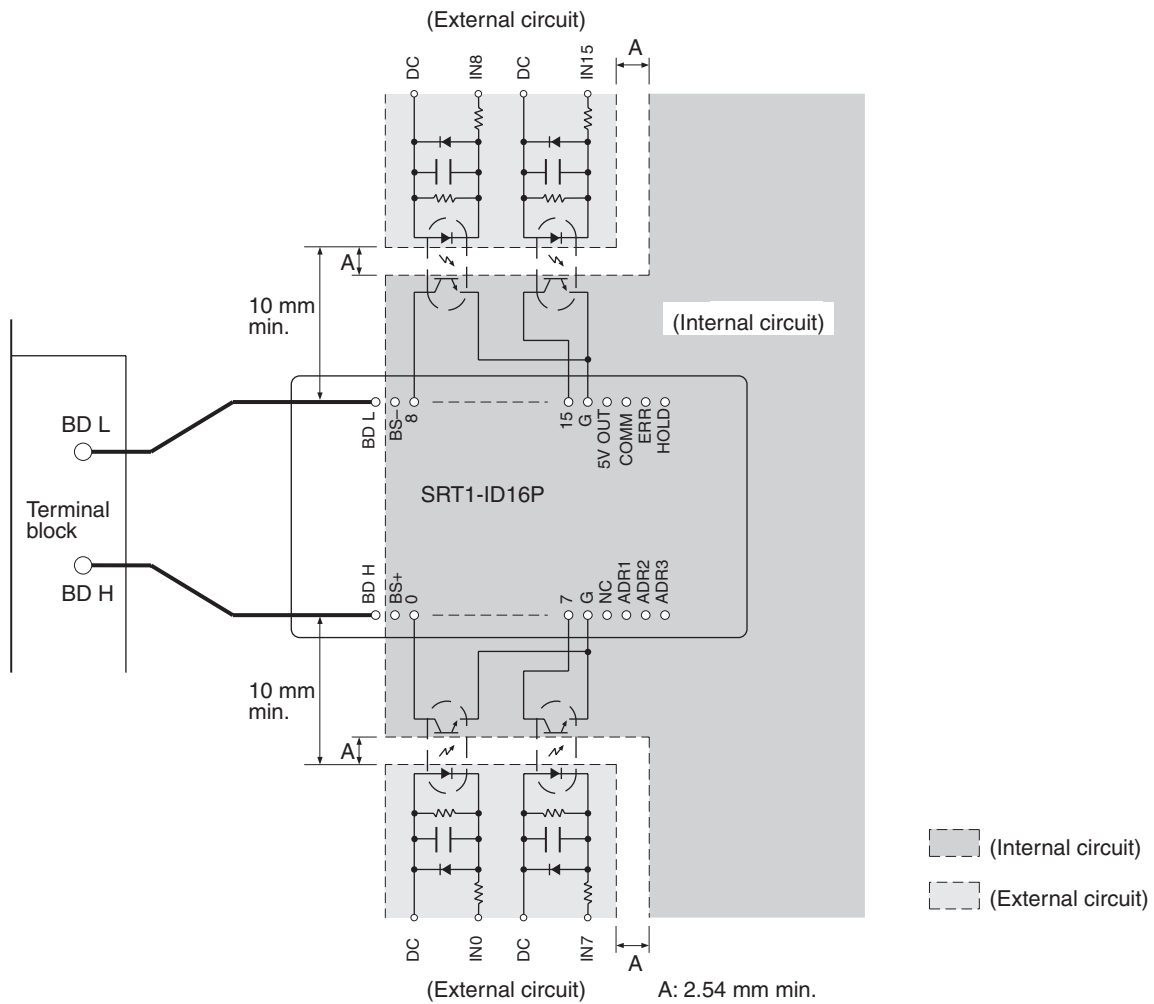 (External circuit)
A
DC
IN8
DC
IN15
A
10 mm
min.
(Internal circuit)
BD L
BS–
8
15
G
5V OUT
COMM
ERR
HOLD
BD L
SRT1-ID16P
Terminal
block
BD H
BD H
BS+
0
7
G
NC
ADR1
ADR2
ADR3
10 mm
min.
A
(Internal circuit)
(External circuit)
DC
IN0
DC
IN7
A
(External circuit)
A: 2.54 mm min.